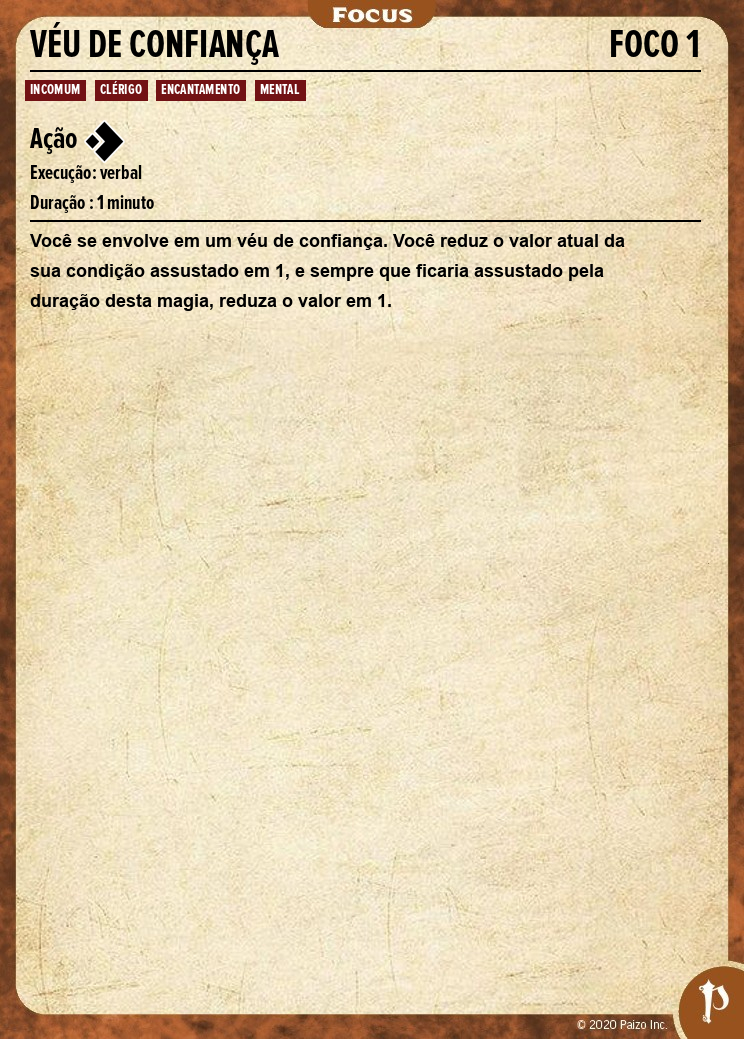 Focus
VÉU DE CONFIANÇA FOCO 1
INCOMUM CLÉRIGO ENCANTAMENTO MENTAL
Ação
Execução: verbal
Duração : 1 minuto
Você se envolve em um véu de confiança. Você reduz o valor atual da
sua condição assustado em 1, e sempre que ficaria assustado pela
duração desta magia, reduza o valor em 1.
© 2020 Paizo Inc.
P